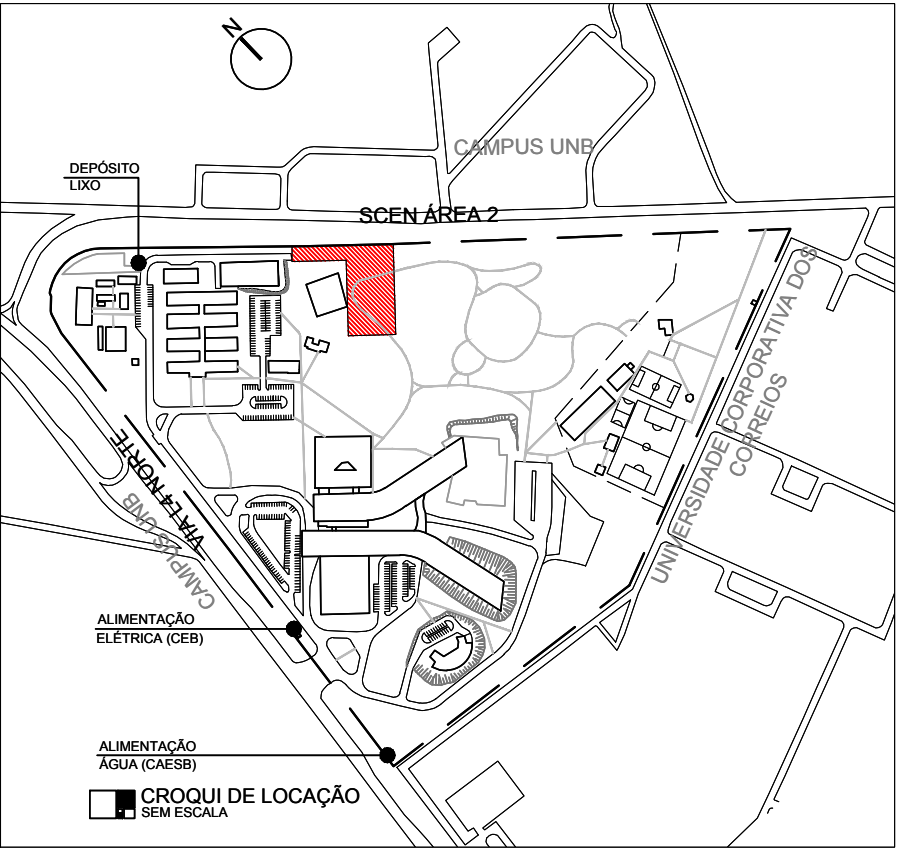 N
CAMPUS UNB
DEPÓSITO
LIXO
SCEN ÁREA 2
UNIVERSIDADE CORPORATIVA DOS
CORREIOS
VIA L4 NORTE
CAMPUS UNB
ALIMENTAÇÃO
ELÉTRICA (CEB)
ALIMENTAÇÃO
ÁGUA (CAESB)
CROQUI DE LOCAÇÃO
SEM ESCALA